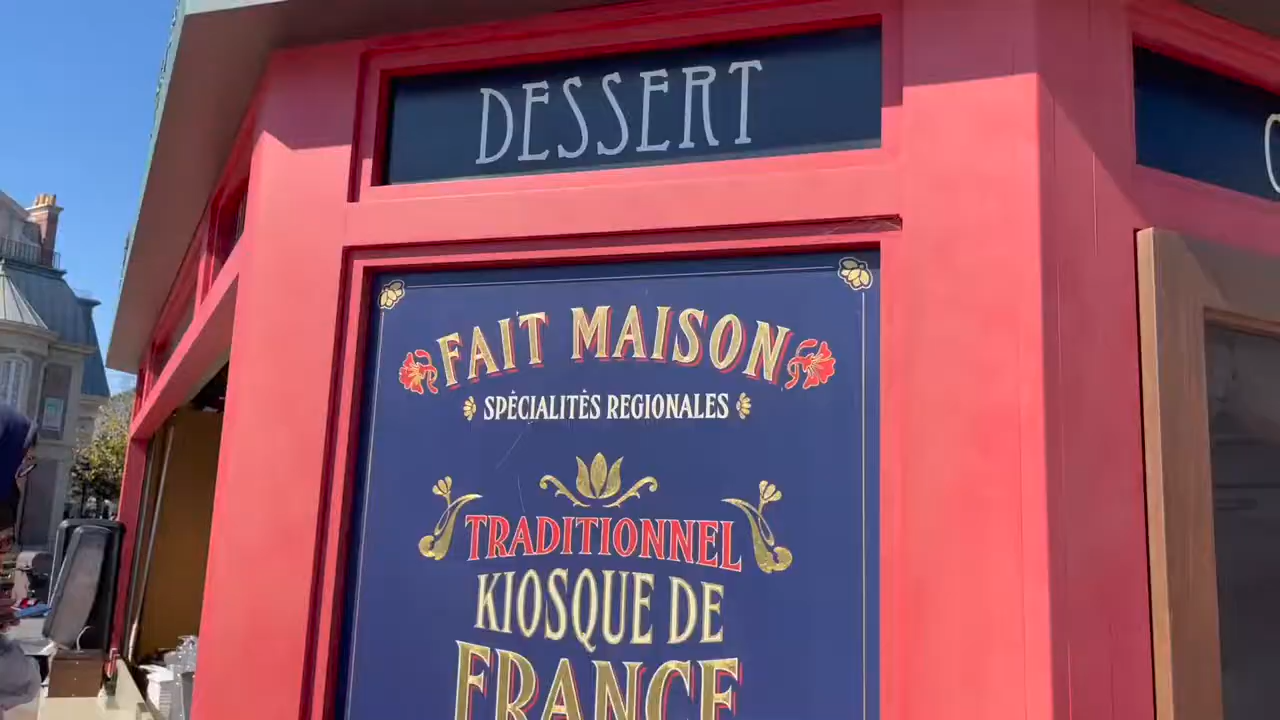 DESSERT
FAIT MAISON
SPÉCIALITÉS REGIONALES
TRADITIONNEL
KIOSQUE DE
FRANCE